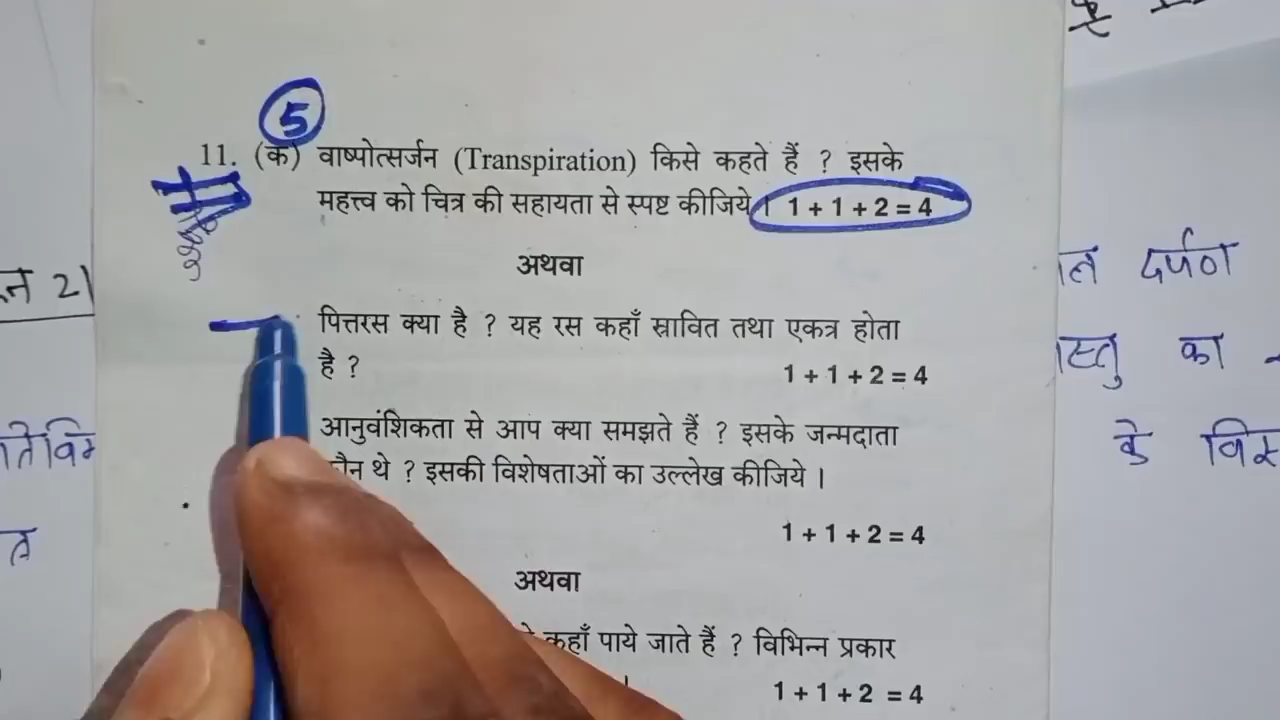 5
11. (क) वाष्पोत्सर्जन (Transpiration) किसे कहते हैं ? इसके
महत्त्व को चित्र की सहायता से स्पष्ट कीजिये । 1 + 1 + 2 = 4
अथवा
पित्तरस क्या है ? यह रस कहाँ स्रावित तथा एकत्र होता
है ? 1 + 1 + 2 = 4
आनुवंशिकता से आप क्या समझते हैं ? इसके जन्मदाता
थे ? इसकी विशेषताओं का उल्लेख कीजिये ।
1 + 1 + 2 = 4
अथवा
कहाँ पाये जाते हैं ? विभिन्न प्रकार
1 + 1 + 2 = 4
21
दर्पण
का
के